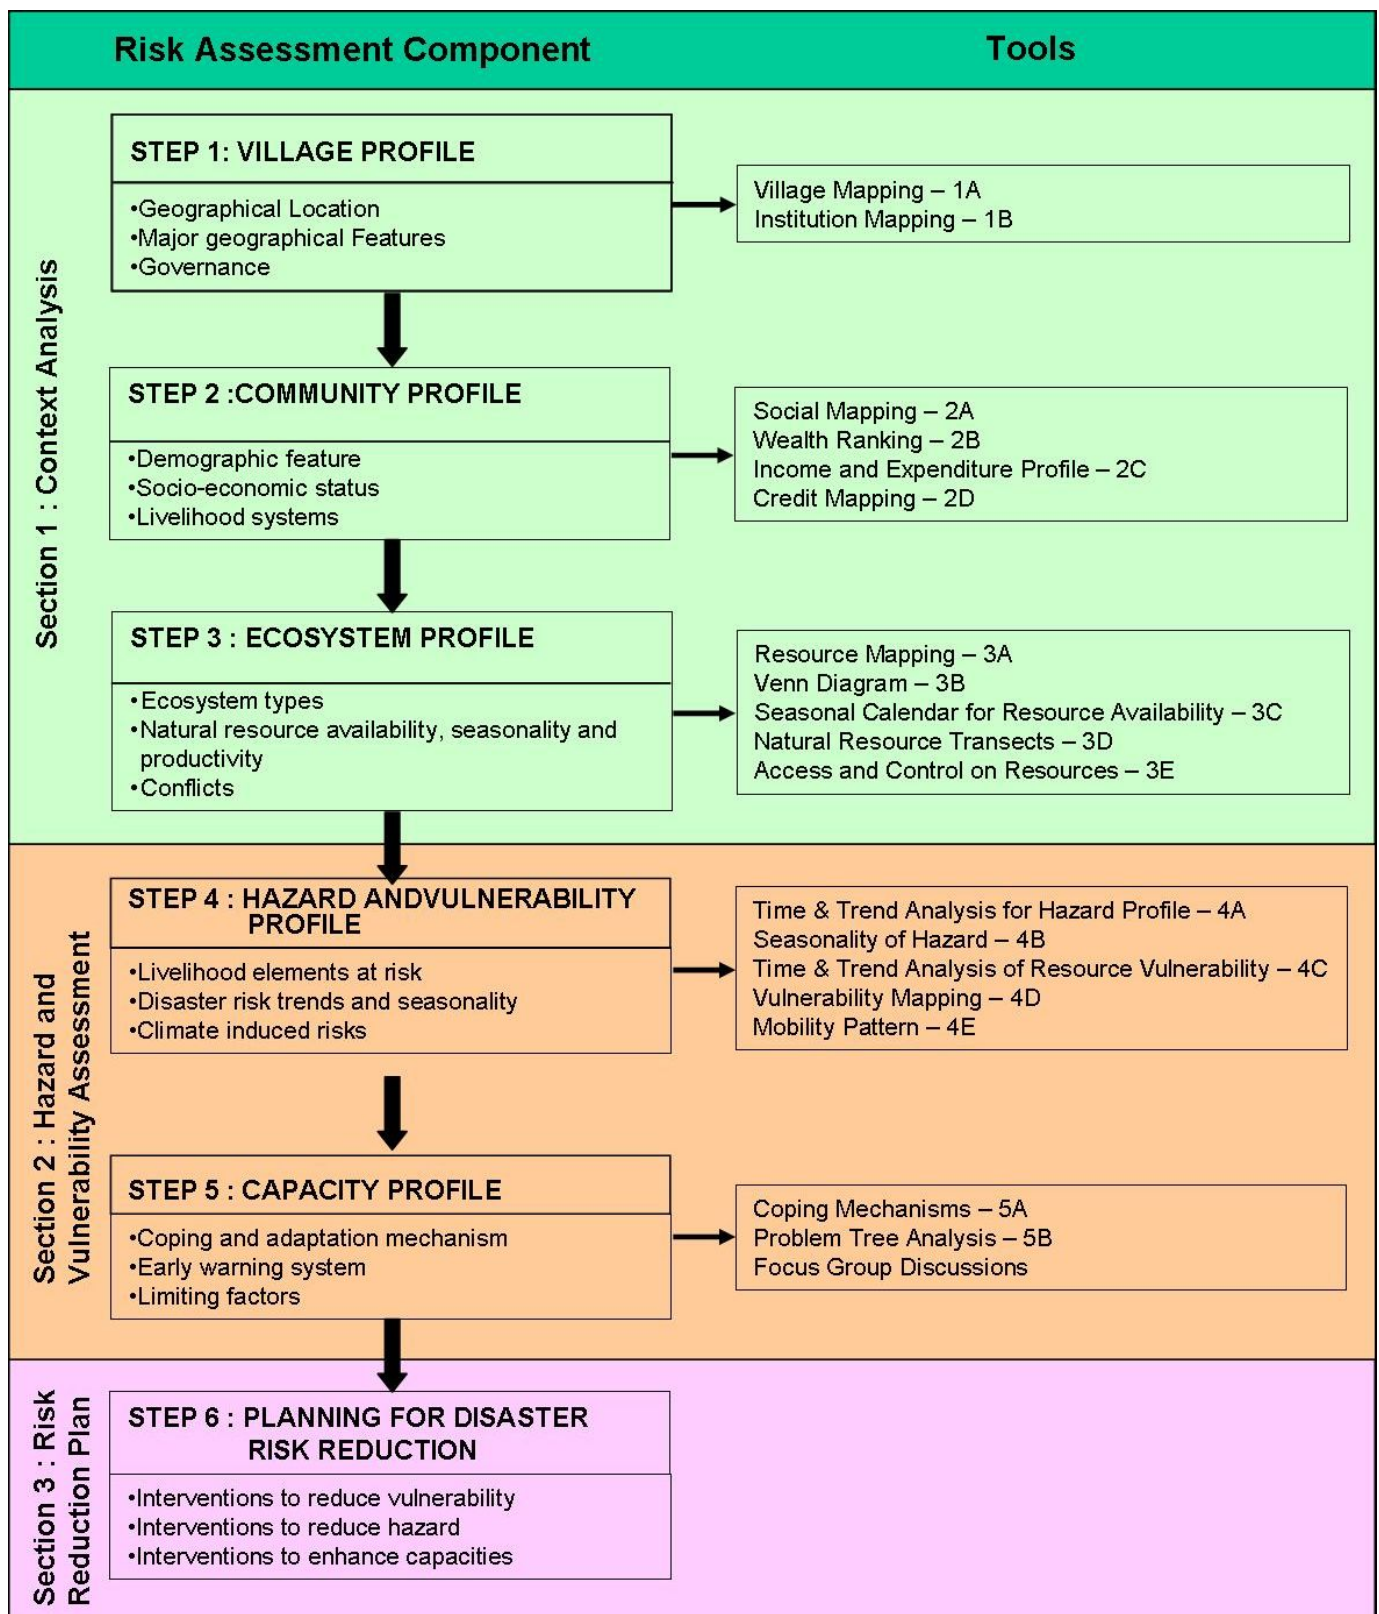 Risk Assessment Component
Tools
Section 1 : Context Analysis
STEP 1: VILLAGE PROFILE
•Geographical Location
•Major geographical Features
•Governance
Village Mapping – 1A
Institution Mapping – 1B
STEP 2 :COMMUNITY PROFILE
•Demographic feature
•Socio-economic status
•Livelihood systems
Social Mapping – 2A
Wealth Ranking – 2B
Income and Expenditure Profile – 2C
Credit Mapping – 2D
STEP 3 : ECOSYSTEM PROFILE
•Ecosystem types
•Natural resource availability, seasonality and
productivity
•Conflicts
Resource Mapping – 3A
Venn Diagram – 3B
Seasonal Calendar for Resource Availability – 3C
Natural Resource Transects – 3D
Access and Control on Resources – 3E
Section 2 : Hazard and
Vulnerability Assessment
STEP 4 : HAZARD ANDVULNERABILITY
PROFILE
•Livelihood elements at risk
•Disaster risk trends and seasonality
•Climate induced risks
Time & Trend Analysis for Hazard Profile – 4A
Seasonality of Hazard – 4B
Time & Trend Analysis of Resource Vulnerability – 4C
Vulnerability Mapping – 4D
Mobility Pattern – 4E
STEP 5 : CAPACITY PROFILE
•Coping and adaptation mechanism
•Early warning system
•Limiting factors
Coping Mechanisms – 5A
Problem Tree Analysis – 5B
Focus Group Discussions
Section 3 : Risk
Reduction Plan
STEP 6 : PLANNING FOR DISASTER
RISK REDUCTION
•Interventions to reduce vulnerability
•Interventions to reduce hazard
•Interventions to enhance capacities